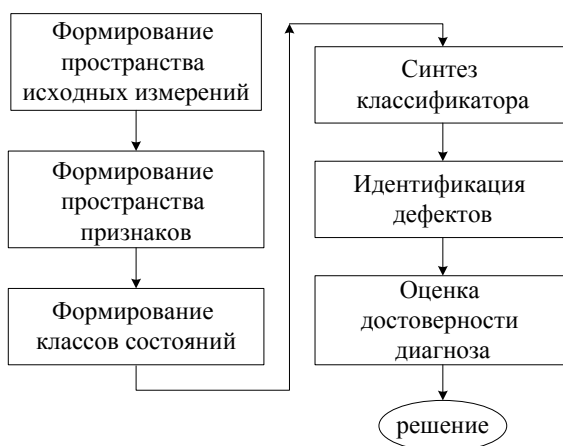 Формирование
пространства
исходных измерений
Формирование
пространства
признаков
Формирование
классов состояний
Синтез
классификатора
Идентификация
дефектов
Оценка
достоверности
диагноза
решение